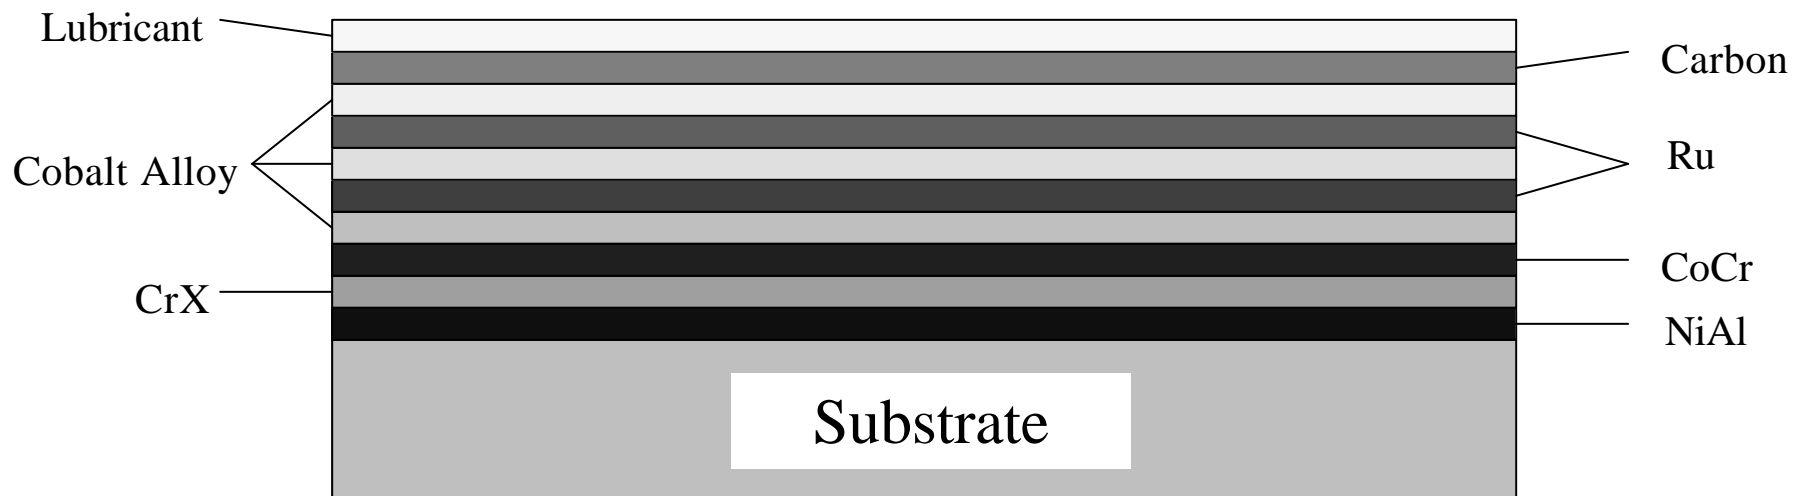 Lubricant
Carbon
Ru
Cobalt Alloy
CoCr
CrX
NiAl
Substrate